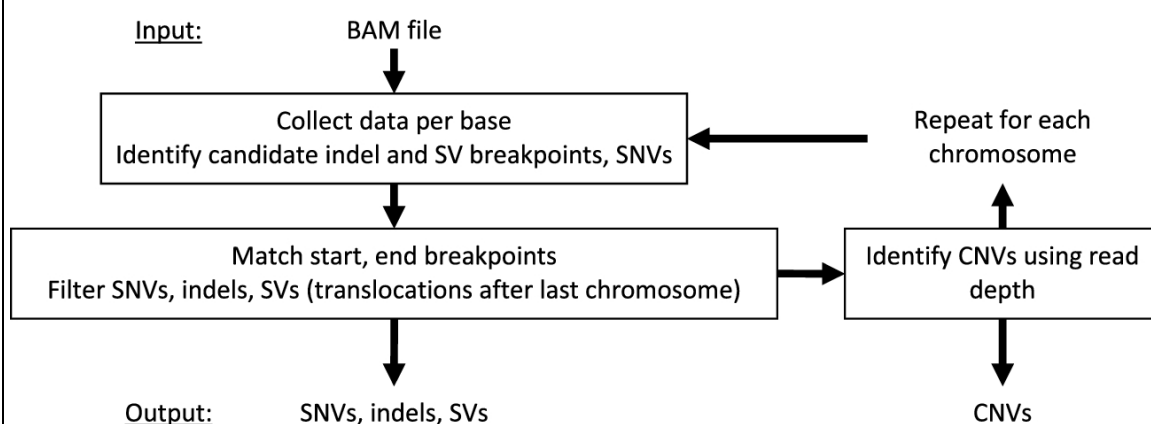 Input:
BAM file
Collect data per base
Identify candidate indel and SV breakpoints, SNVs
Repeat for each
chromosome
Match start, end breakpoints
Filter SNVs, indels, SVs (translocations after last chromosome)
Identify CNVs using read
depth
Output:
SNVs, indels, SVs
CNVs